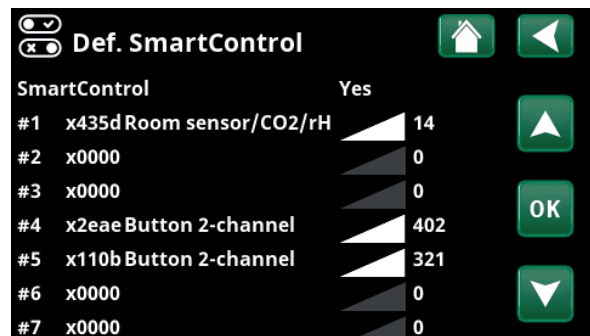 Def. SmartControl
SmartControl Yes
#1 x435d Room sensor/CO2/rH 14
#2 x0000 0
#3 x0000 0
#4 x2eae Button 2-channel 402
#5 x110b Button 2-channel 321
#6 x0000 0
#7 x0000 0
OK